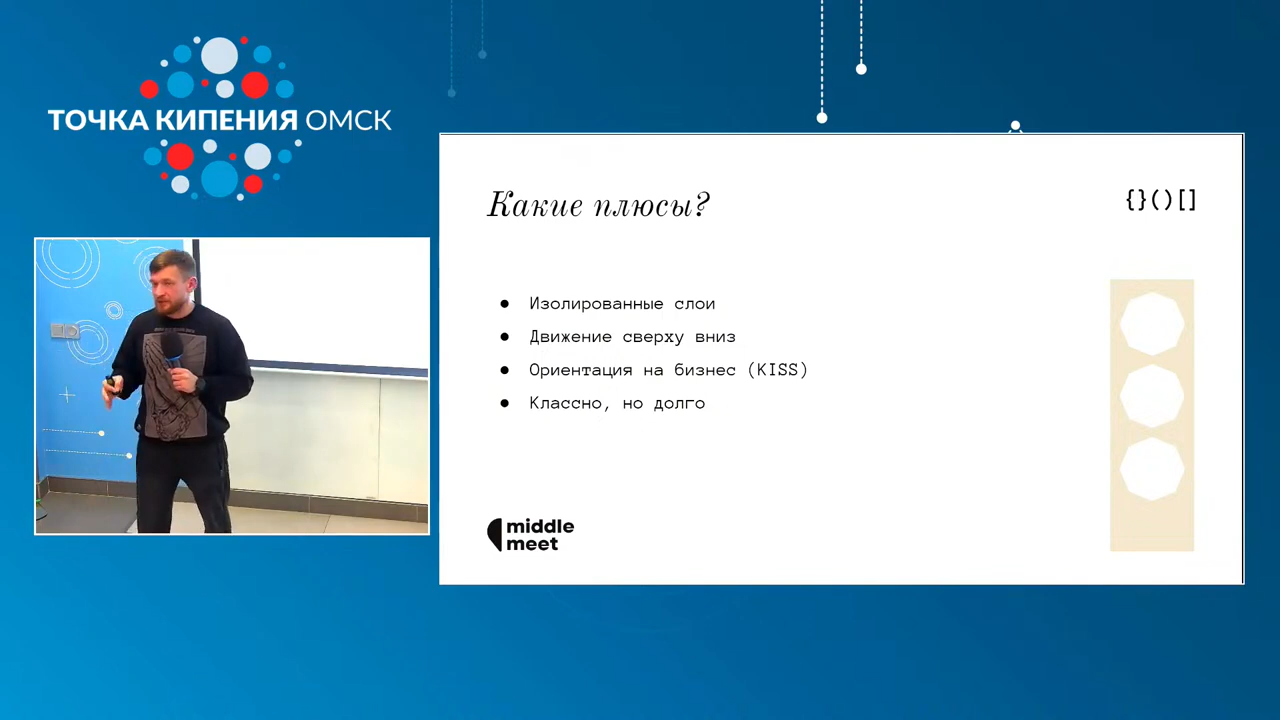 ТОЧКА КИПЕНИЯ ОМСК
Какие плюсы?
{}()[]
● Изолированные слои
● Движение сверху вниз
● Ориентация на бизнес (KISS)
● Классно, но долго
middle
meet